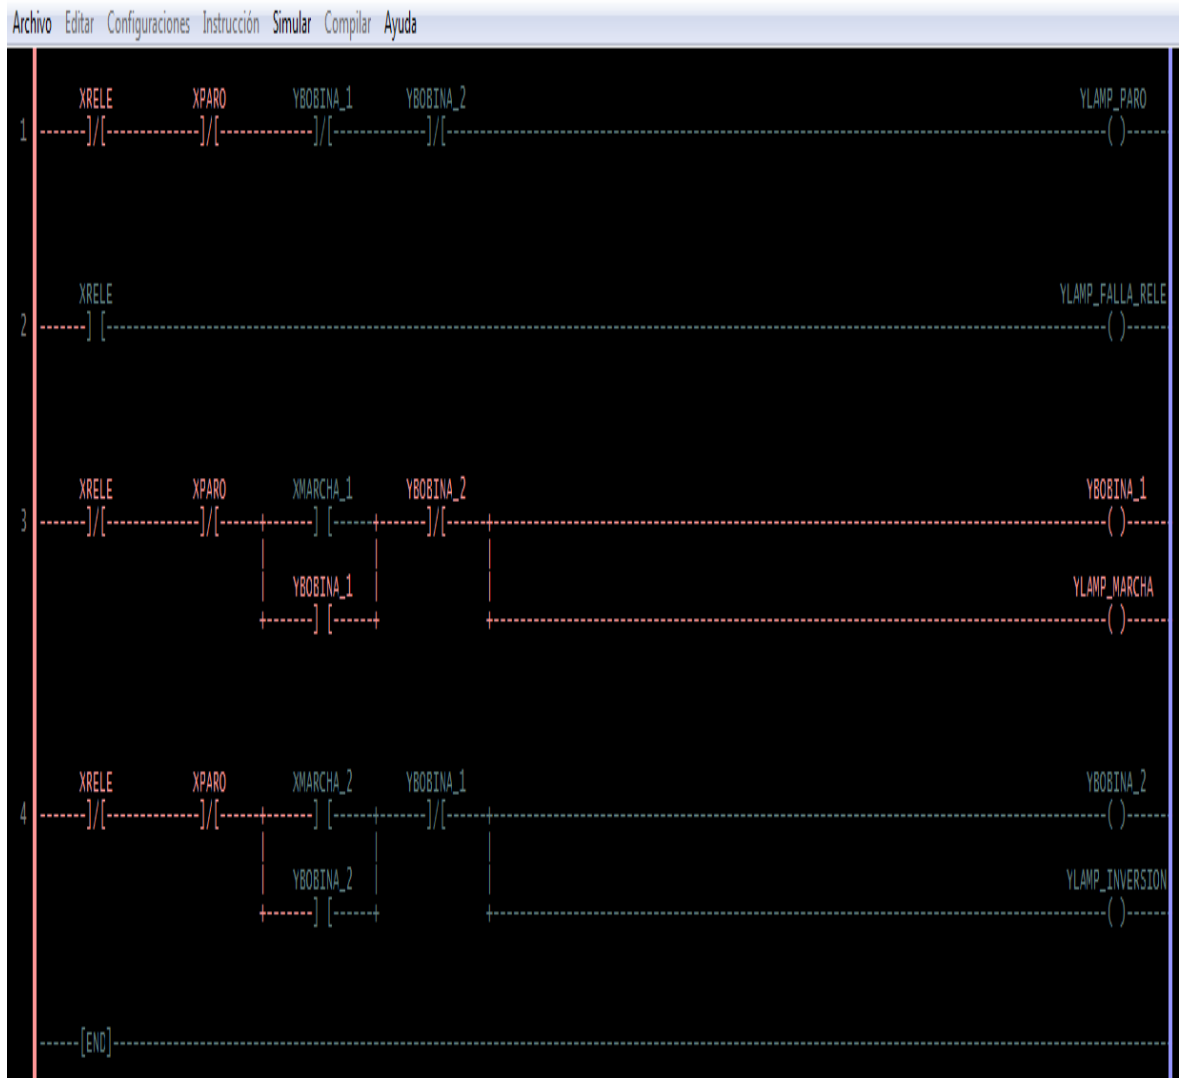 Archivo Editar Configuraciones Instrucción Simular Compilar Ayuda
XRELE XPARO YBOBINA_1 YBOBINA_2 YLAMP_PARO
1 ------]/[--------------]/[--------------]/[--------------]/[------( )------
XRELE YLAMP_FALLA_RELE
2 ------] [------( )------
XRELE XPARO XMARCHA_1 YBOBINA_2 YBOBINA_1
3 ------]/[--------------]/[------+------] [------+------]/[------+------( )------
YBOBINA_1 YLAMP_MARCHA
+------] [------+ +------( )------
XRELE XPARO XMARCHA_2 YBOBINA_1 YBOBINA_2
4 ------]/[--------------]/[------+------] [------+------]/[------+------( )------
YBOBINA_2 YLAMP_INVERSION
+------] [------+ +------( )------
------[END]------